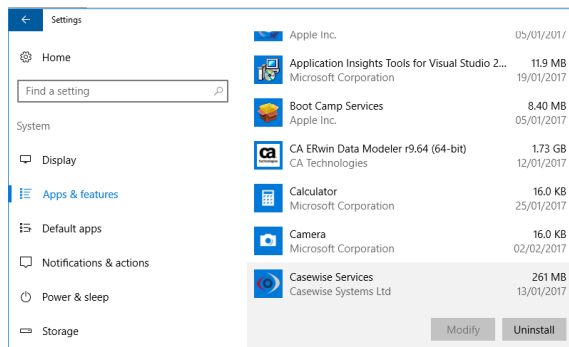 Settings
Home
Find a setting
System
Display
Apps & features
Default apps
Notifications & actions
Power & sleep
Storage
Apple Inc. 05/01/2017
Application Insights Tools for Visual Studio 2... 11.9 MB
Microsoft Corporation 19/01/2017
Boot Camp Services 8.40 MB
Apple Inc. 05/01/2017
ca
technologies
CA ERwin Data Modeler r9.64 (64-bit) 1.73 GB
CA Technologies 12/01/2017
Calculator 16.0 KB
Microsoft Corporation 25/01/2017
Camera 16.0 KB
Microsoft Corporation 02/02/2017
Casewise Services 261 MB
Casewise Systems Ltd 13/01/2017
Modify Uninstall